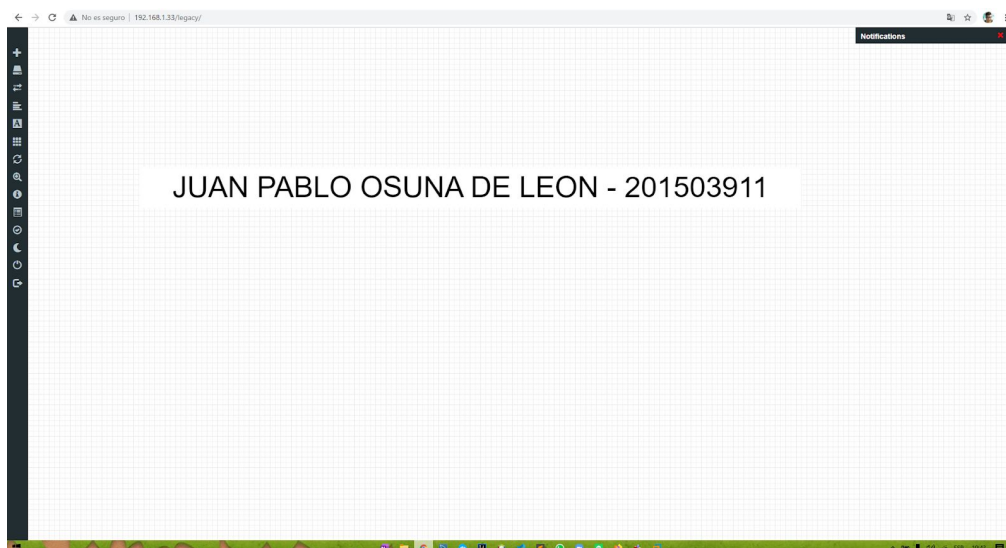 No es seguro | 192.168.1.33/legacy/
Notifications
JUAN PABLO OSUNA DE LEON - 201503911